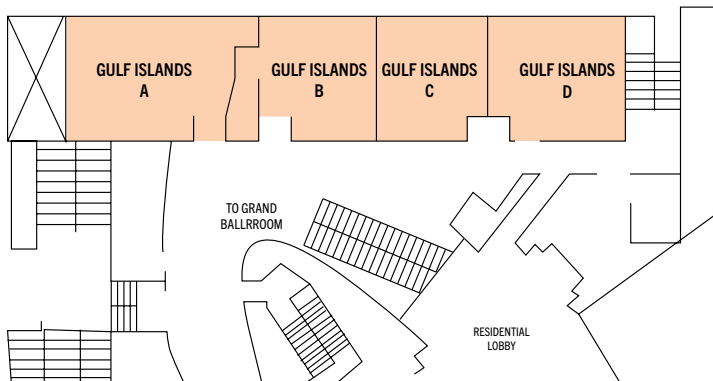 GULF ISLANDS
A
GULF ISLANDS
B
GULF ISLANDS
C
GULF ISLANDS
D
TO GRAND
BALLRROOM
RESIDENTIAL
LOBBY